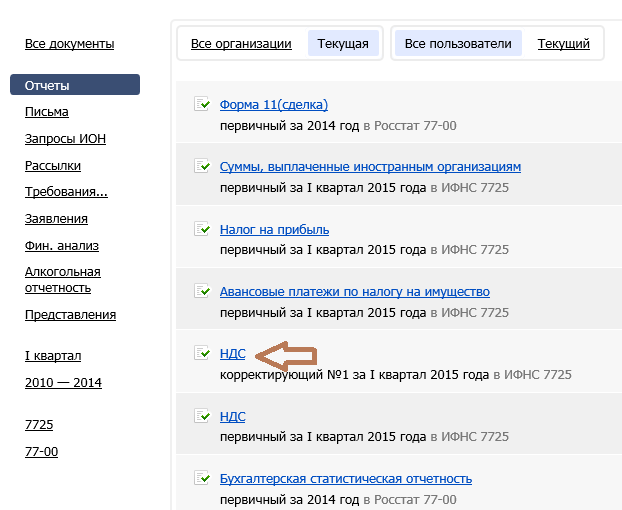 Все документы
Отчеты
Письма
Запросы ИОН
Рассылки
Требования...
Заявления
Фин. анализ
Алкогольная
отчетность
Представления
I квартал
2010 — 2014
7725
77-00
Все организации Текущая Все пользователи Текущий
Форма 11(сделка)
первичный за 2014 год в Росстат 77-00
Суммы, выплаченные иностранным организациям
первичный за I квартал 2015 года в ИФНС 7725
Налог на прибыль
первичный за I квартал 2015 года в ИФНС 7725
Авансовые платежи по налогу на имущество
первичный за I квартал 2015 года в ИФНС 7725
НДС
корректирующий №1 за I квартал 2015 года в ИФНС 7725
НДС
первичный за I квартал 2015 года в ИФНС 7725
Бухгалтерская статистическая отчетность
первичный за 2014 год в Росстат 77-00